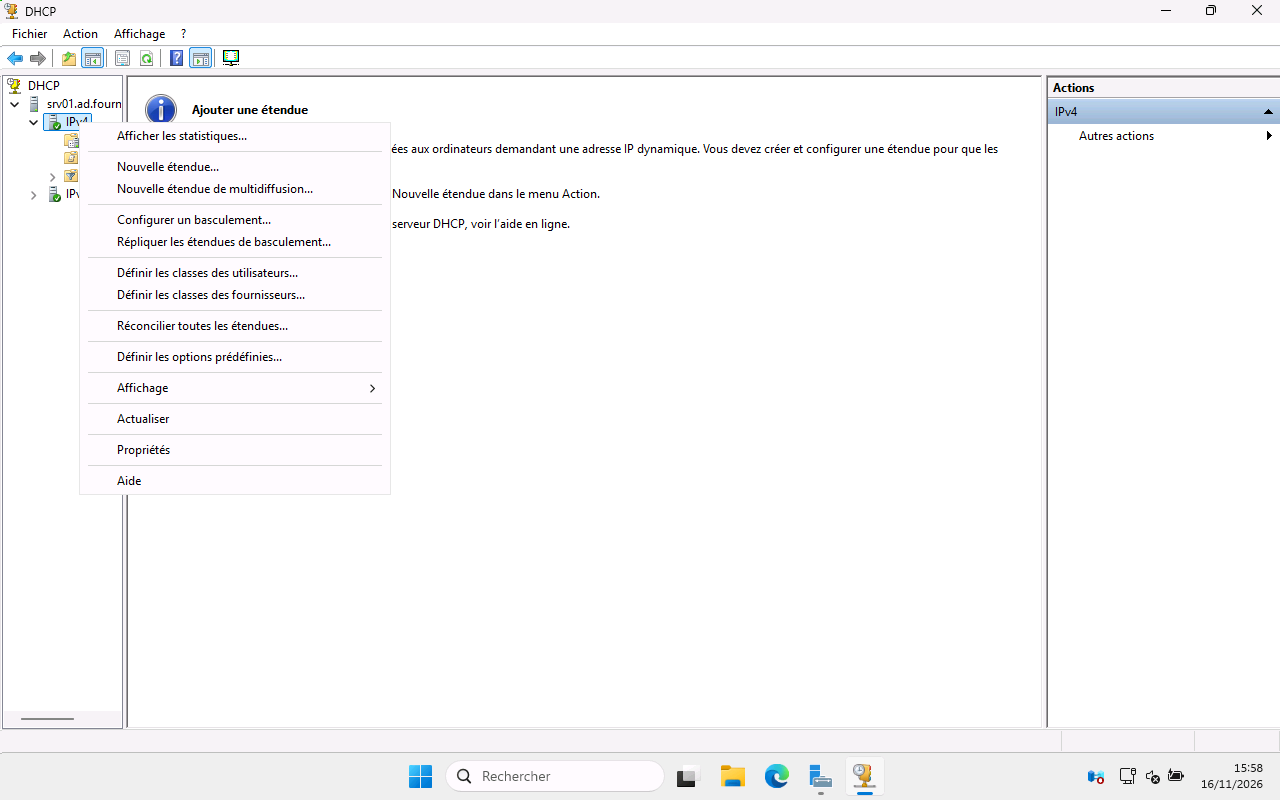 DHCP
Fichier Action Affichage ?
DHCP
srv01.ad.fourn
IPv4
Ajouter une étendue
ées aux ordinateurs demandant une adresse IP dynamique. Vous devez créer et configurer une étendue pour que les
Nouvelle étendue dans le menu Action.
serveur DHCP, voir l'aide en ligne.
Afficher les statistiques...
Nouvelle étendue...
Nouvelle étendue de multidiffusion...
Configurer un basculement...
Répliquer les étendues de basculement...
Définir les classes des utilisateurs...
Définir les classes des fournisseurs...
Réconcilier toutes les étendues...
Définir les options prédéfinies...
Affichage
Actualiser
Propriétés
Aide
Actions
IPv4
Autres actions
Rechercher
15:58
16/11/2026